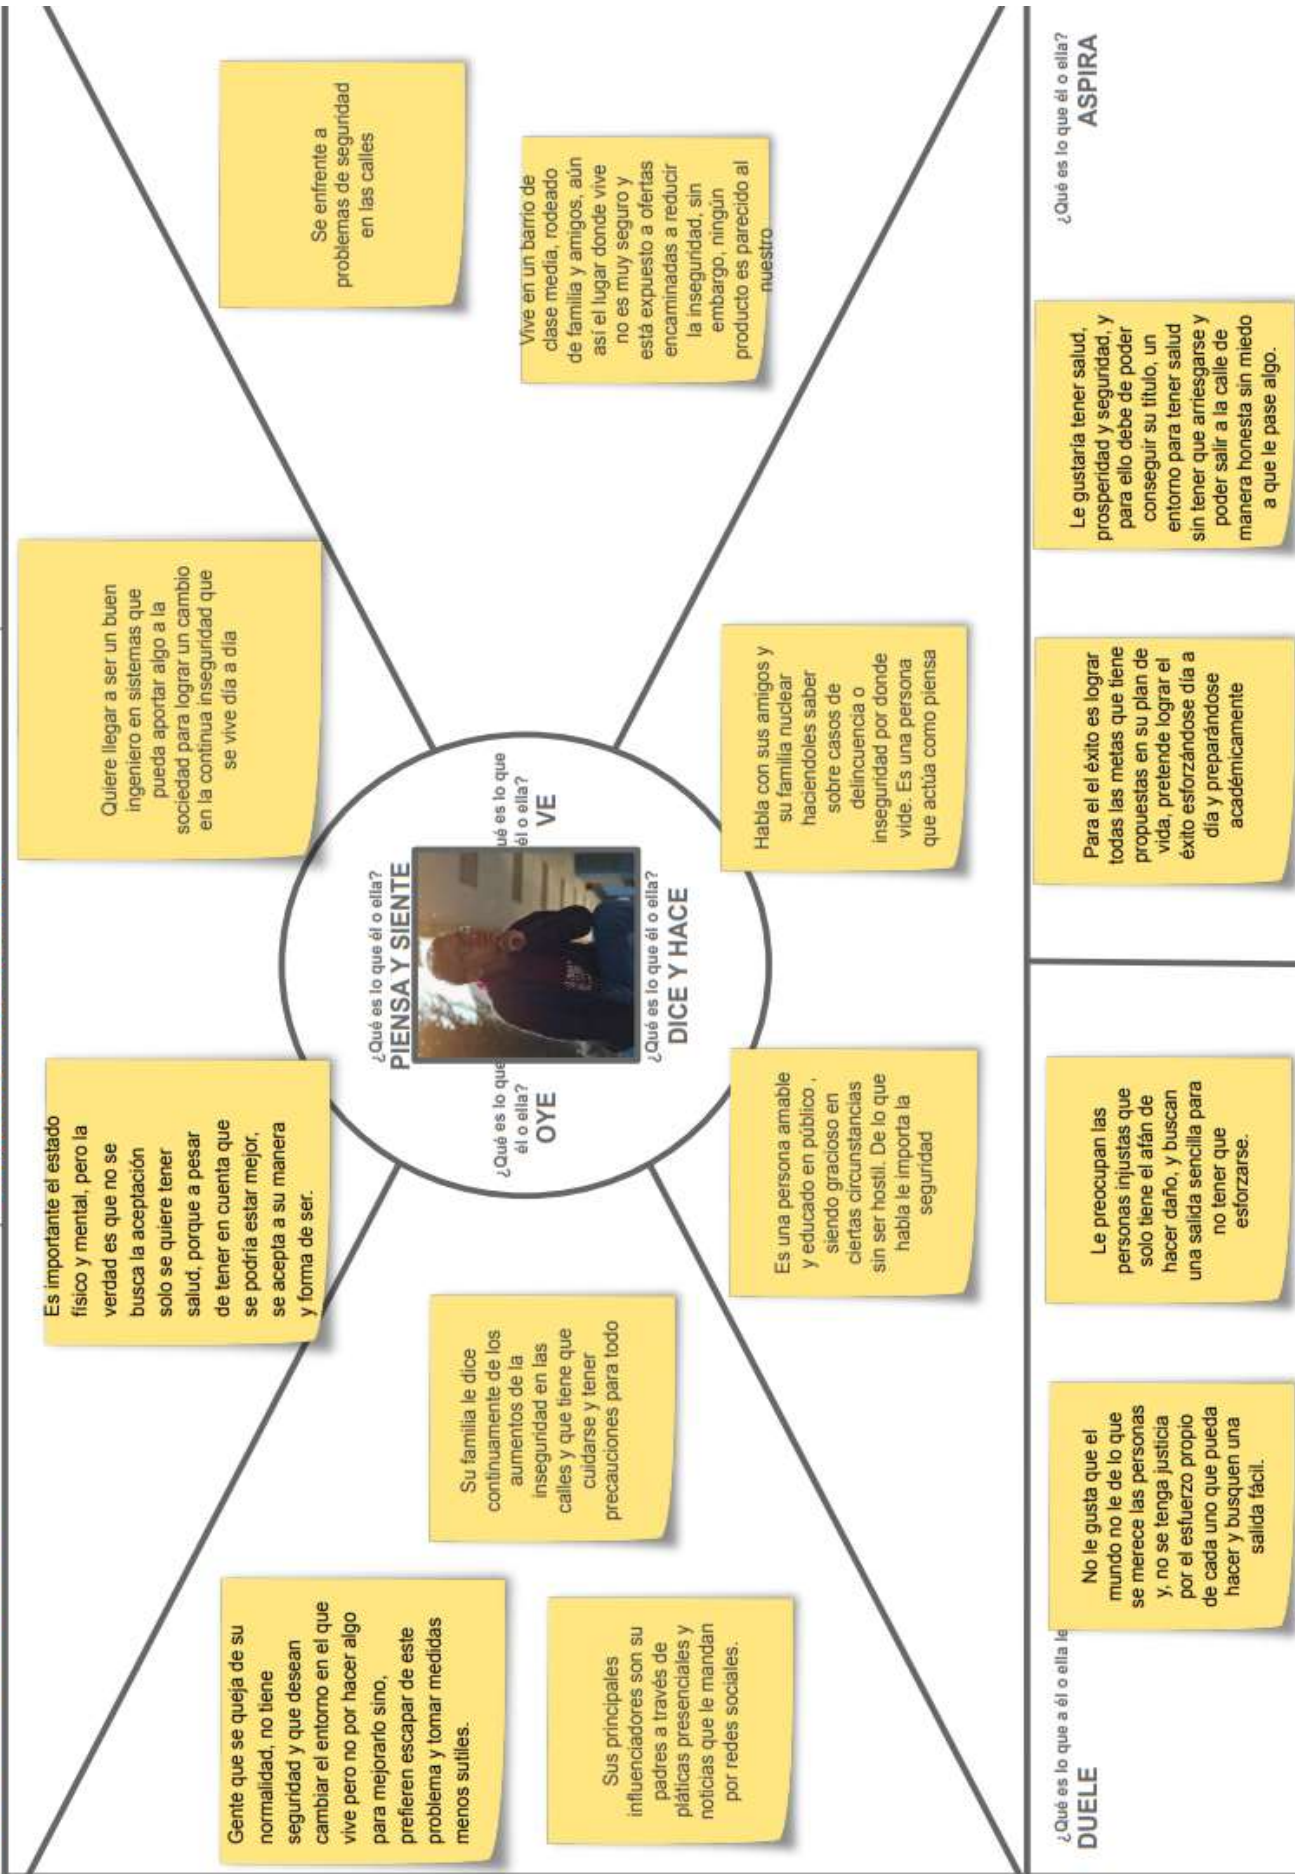 Es importante el estado
físico y mental, pero la
verdad es que no se
busca la aceptación
solo se quiere tener
salud, porque a pesar
de tener en cuenta que
se podría estar mejor,
se acepta a su manera
y forma de ser.
Quiere llegar a ser un buen
ingeniero en sistemas que
pueda aportar algo a la
sociedad para lograr un cambio
en la continua inseguridad que
se vive día a día
¿Qué es lo que él o ella?
PIENSA Y SIENTE
Gente que se queja de su
normalidad, no tiene
seguridad y que desean
cambiar el entorno en el que
vive pero no por hacer algo
para mejorarlo sino,
prefieren escapar de este
problema y tomar medidas
menos sutiles.
Su familia le dice
continuamente de los
aumentos de la
inseguridad en las
calles y que tiene que
cuidarse y tener
precauciones para todo
Sus principales
influenciadores son su
padres a través de
pláticas presenciales y
noticias que le mandan
por redes sociales.
¿Qué es lo que
él o ella?
OYE
ué es lo que
él o ella?
VE
Se enfrente a
problemas de seguridad
en las calles
Vive en un barrio de
clase media, rodeado
de familia y amigos, aún
así el lugar donde vive
no es muy seguro y
está expuesto a ofertas
encaminadas a reducir
la inseguridad, sin
embargo, ningún
producto es parecido al
nuestro
¿Qué es lo que él o ella?
DICE Y HACE
Es una persona amable
y educado en público ,
siendo gracioso en
ciertas circunstancias
sin ser hostil. De lo que
habla le importa la
seguridad
Habla con sus amigos y
su familia nuclear
haciendoles saber
sobre casos de
delincuencia o
inseguridad por donde
vide. Es una persona
que actúa como piensa
¿Qué es lo que a él o ella le
DUELE
No le gusta que el
mundo no le de lo que
se merece las personas
y, no se tenga justicia
por el esfuerzo propio
de cada uno que pueda
hacer y busquen una
salida fácil.
Le preocupan las
personas injustas que
solo tiene el afán de
hacer daño, y buscan
una salida sencilla para
no tener que
esforzarse.
Para el el éxito es lograr
todas las metas que tiene
propuestas en su plan de
vida, pretende lograr el
éxito esforzándose día a
día y preparándose
académicamente
Le gustaría tener salud,
prosperidad y seguridad, y
para ello debe de poder
conseguir su titulo, un
entorno para tener salud
sin tener que arriesgarse y
poder salir a la calle de
manera honesta sin miedo
a que le pase algo.
¿Qué es lo que él o ella?
ASPIRA